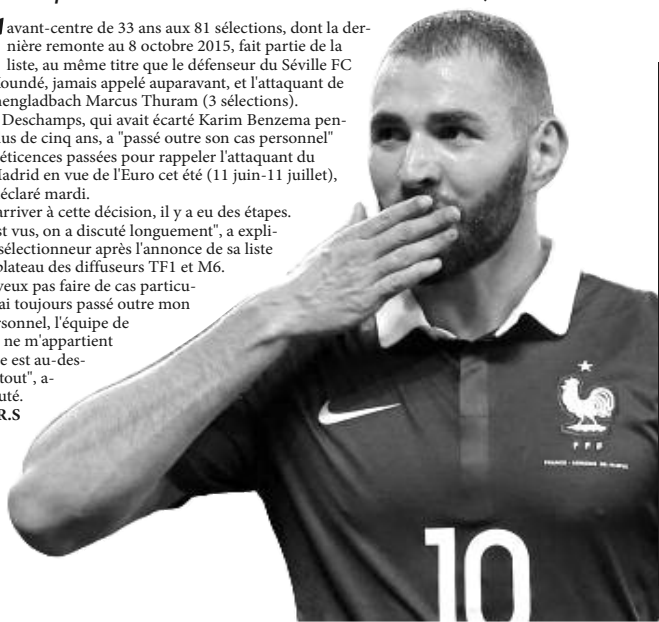 avant-centre de 33 ans aux 81 sélections, dont la der-
nière remonte au 8 octobre 2015, fait partie de la
liste, au même titre que le défenseur du Séville FC
oundé, jamais appelé auparavant, et l'attaquant de
engladbach Marcus Thuram (3 sélections).
Deschamps, qui avait écarté Karim Benzema pen-
us de cinq ans, a "passé outre son cas personnel"
éticences passées pour rappeler l'attaquant du
adrid en vue de l'Euro cet été (11 juin-11 juillet),
éclaré mardi.
arriver à cette décision, il y a eu des étapes.
st vus, on a discuté longuement", a expli-
sélectionneur après l'annonce de sa liste
plateau des diffuseurs TF1 et M6.
veux pas faire de cas particu-
ai toujours passé outre mon
rsonnel, l'équipe de
ne m'appartient
e est au-des-
tout", a-
uté.
R.S
FFF
10